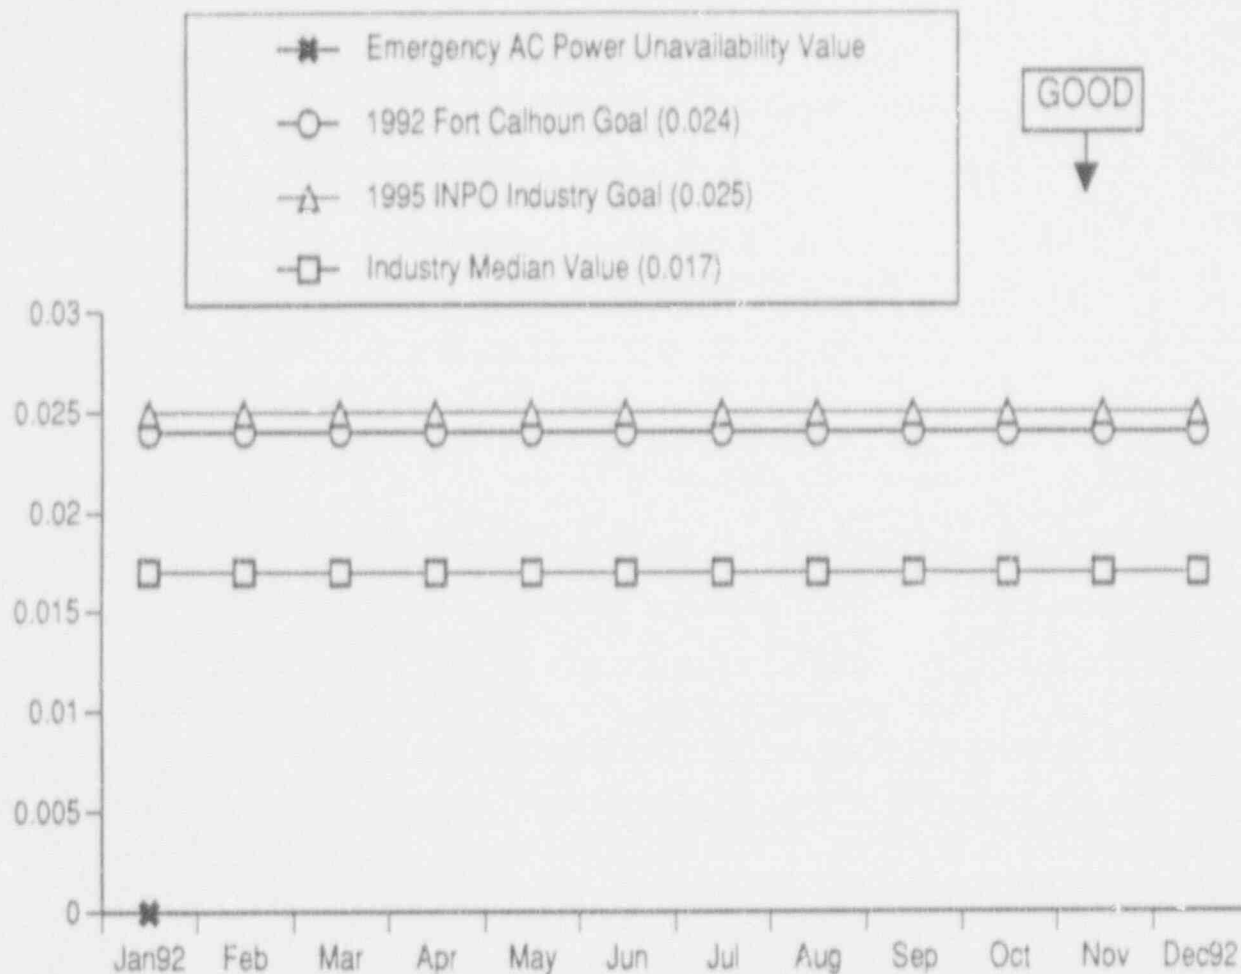 Emergency AC Power Unavailability Value
1992 Fort Calhoun Goal (0.024)
1995 INPO Industry Goal (0.025)
Industry Median Value (0.017)
GOOD
0.03
0.025
0.02
0.015
0.01
0.005
0
Jan92 Feb Mar Apr May Jun Jul Aug Sep Oct Nov Dec92